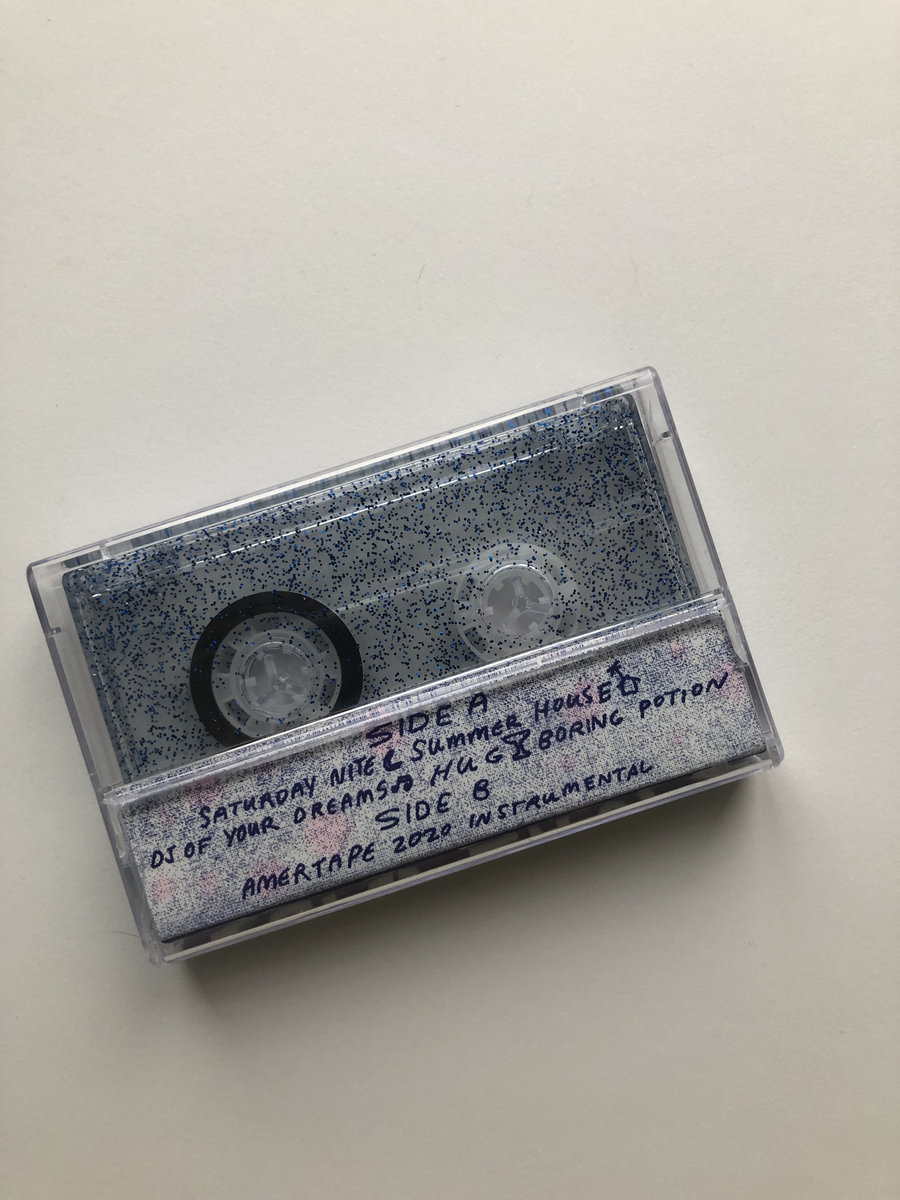 SIDE A
SATURDAY NITE SUMMER HOUSE
DJ OF YOUR DREAMS HUG BORING POTION
SIDE B
AMERTAPE 2020 INSTRUMENTAL